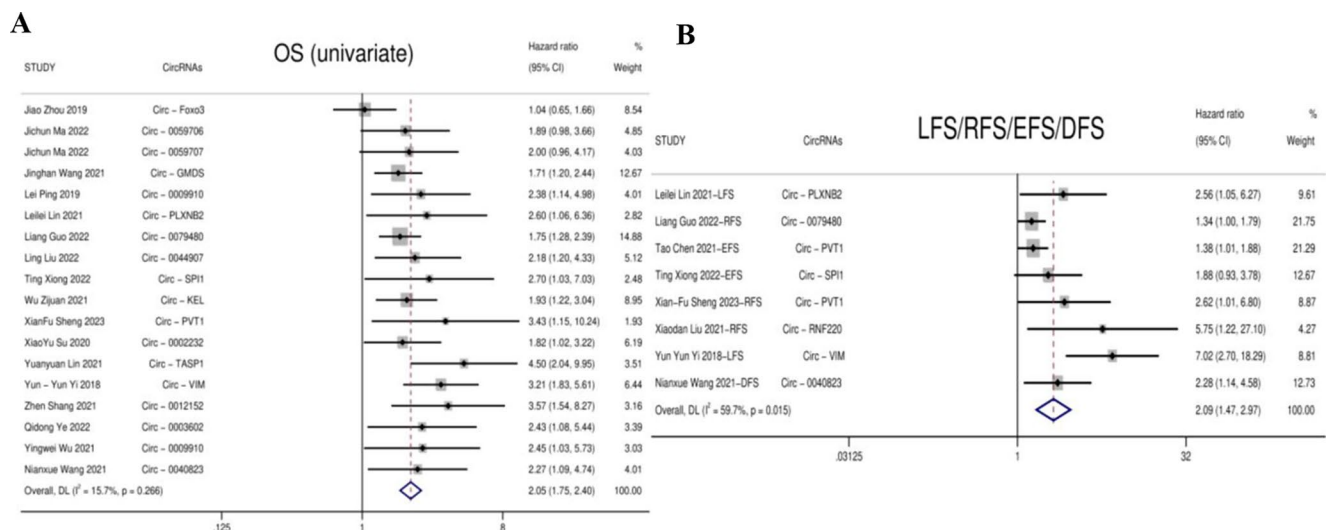 A
OS (univariate)
Hazard ratio %
STUDY CircRNAs (95% CI) Weight
Jiao Zhou 2019 Circ – Foxo3 1.04 (0.65, 1.66) 8.54
Jichun Ma 2022 Circ – 0059706 1.89 (0.98, 3.66) 4.85
Jichun Ma 2022 Circ – 0059707 2.00 (0.96, 4.17) 4.03
Jinghan Wang 2021 Circ – GMDS 1.71 (1.20, 2.44) 12.67
Lei Ping 2019 Circ – 0009910 2.38 (1.14, 4.98) 4.01
Leilei Lin 2021 Circ – PLXNB2 2.60 (1.06, 6.36) 2.82
Liang Guo 2022 Circ – 0079480 1.75 (1.28, 2.39) 14.88
Ling Liu 2022 Circ – 0044907 2.18 (1.20, 4.33) 5.12
Ting Xiong 2022 Circ – SPI1 2.70 (1.03, 7.03) 2.48
Wu Zijuan 2021 Circ – KEL 1.93 (1.22, 3.04) 8.95
XianFu Sheng 2023 Circ – PVT1 3.43 (1.15, 10.24) 1.93
XiaoYu Su 2020 Circ – 0002232 1.82 (1.02, 3.22) 6.19
Yuanyuan Lin 2021 Circ – TASP1 4.50 (2.04, 9.95) 3.51
Yun – Yun Yi 2018 Circ – VIM 3.21 (1.83, 5.61) 6.44
Zhen Shang 2021 Circ – 0012152 3.57 (1.54, 8.27) 3.16
Qidong Ye 2022 Circ – 0003602 2.43 (1.08, 5.44) 3.39
Yingwei Wu 2021 Circ – 0009910 2.45 (1.03, 5.73) 3.03
Nianxue Wang 2021 Circ – 0040823 2.27 (1.09, 4.74) 4.01
Overall, DL (I² = 15.7%, p = 0.266) 2.05 (1.75, 2.40) 100.00
.125 1 8
B
LFS/RFS/EFS/DFS
Hazard ratio %
STUDY CircRNAs (95% CI) Weight
Leilei Lin 2021–LFS Circ – PLXNB2 2.56 (1.05, 6.27) 9.61
Liang Guo 2022–RFS Circ – 0079480 1.34 (1.00, 1.79) 21.75
Tao Chen 2021–EFS Circ – PVT1 1.38 (1.01, 1.88) 21.29
Ting Xiong 2022–EFS Circ – SPI1 1.88 (0.93, 3.78) 12.67
Xian–Fu Sheng 2023–RFS Circ – PVT1 2.62 (1.01, 6.80) 8.87
Xiaodan Liu 2021–RFS Circ – RNF220 5.75 (1.22, 27.10) 4.27
Yun Yun Yi 2018–LFS Circ – VIM 7.02 (2.70, 18.29) 8.81
Nianxue Wang 2021–DFS Circ – 0040823 2.28 (1.14, 4.58) 12.73
Overall, DL (I² = 59.7%, p = 0.015) 2.09 (1.47, 2.97) 100.00
.03125 1 32